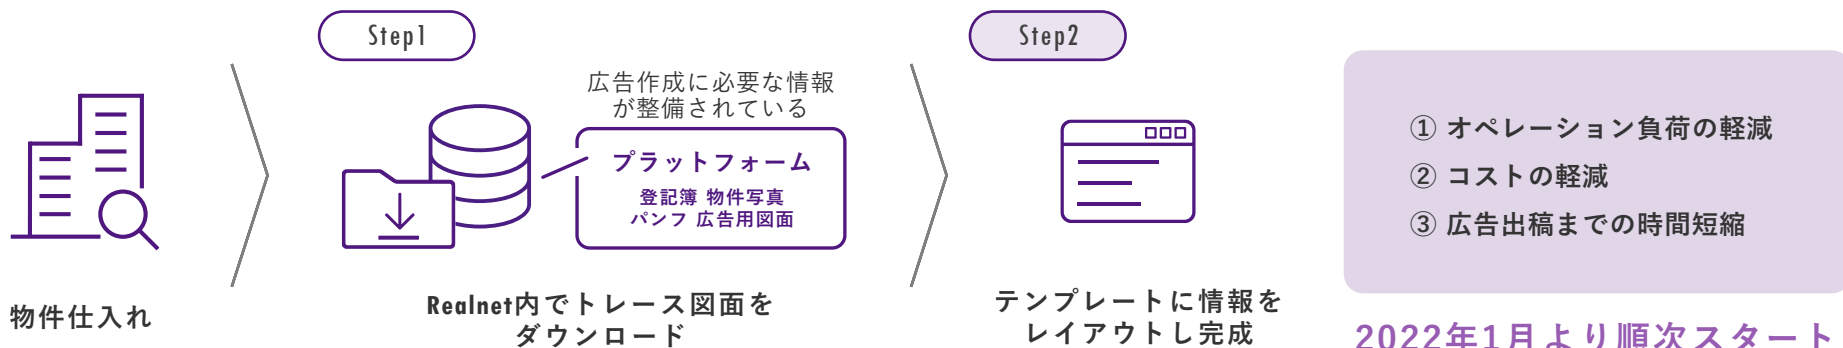 物件仕入れ
Step1
広告作成に必要な情報
が整備されている
プラットフォーム
登記簿 物件写真
パンフ 広告用図面
Realnet内でトレース図面を
ダウンロード
Step2
テンプレートに情報を
レイアウトし完成
① オペレーション負荷の軽減
② コストの軽減
③ 広告出稿までの時間短縮
2022年1月より順次スタート